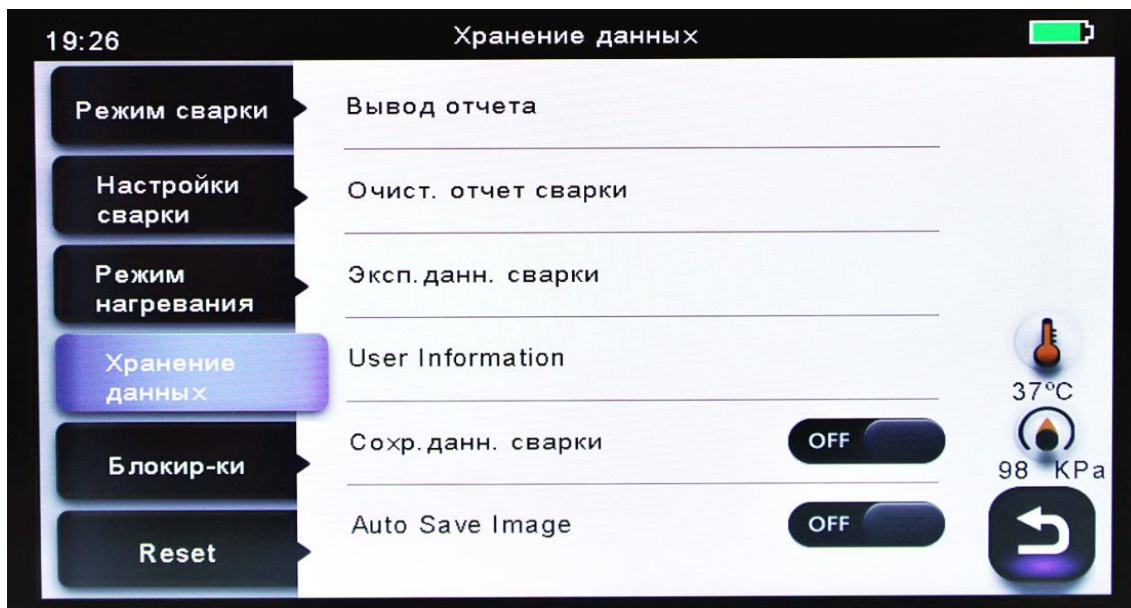 19:26
Хранение данных
Режим сварки
Настройки
сварки
Режим
нагревания
Хранение
данных
Блокир-ки
Reset
Вывод отчета
Очист. отчет сварки
Эксп.данн. сварки
User Information
Сохр.данн. сварки
OFF
Auto Save Image
OFF
37°C
98 KPa